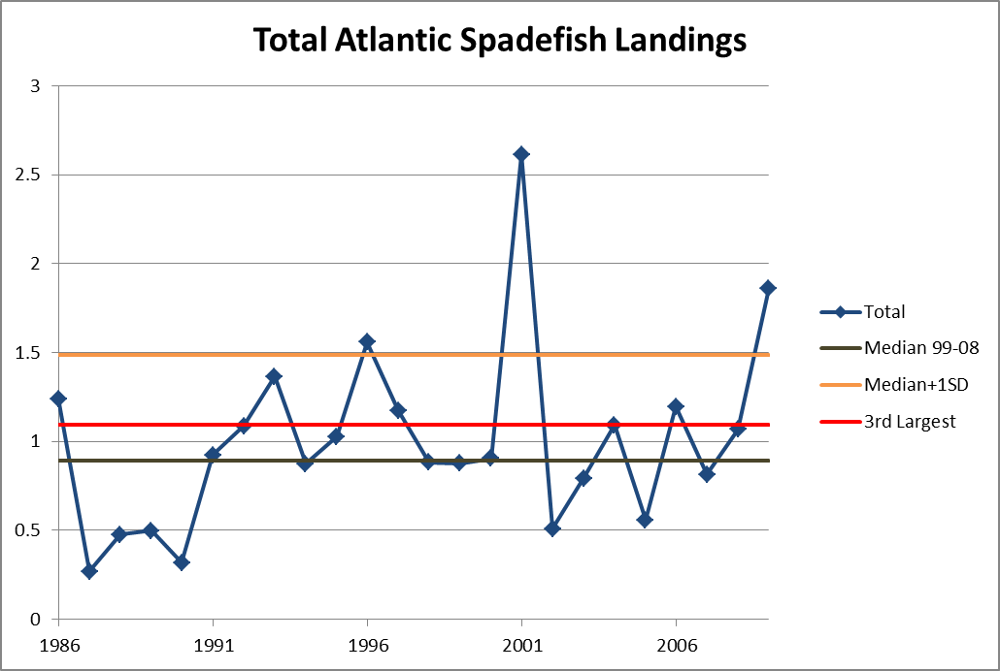 Total Atlantic Spadefish Landings
3
2.5
2
1.5
1
0.5
0
1986 1991 1996 2001 2006
Total
Median 99-08
Median+1SD
3rd Largest